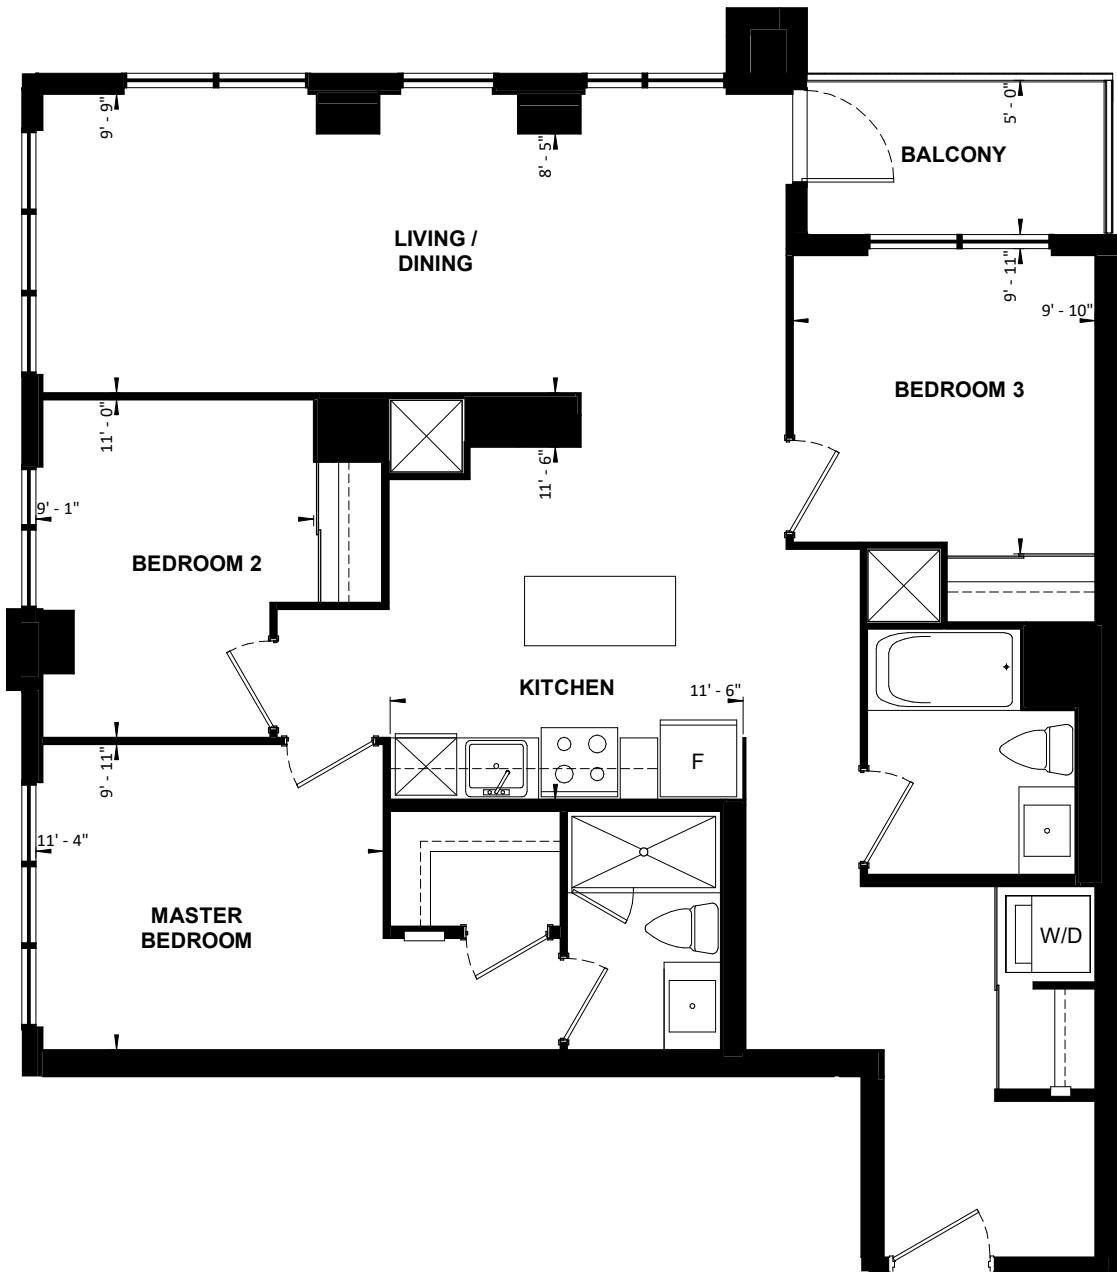 9' - 9"
5' - 0"
8' - 5"
BALCONY
LIVING /
DINING
9' - 11"
9' - 10"
BEDROOM 3
11' - 0"
11' - 6"
9' - 1"
BEDROOM 2
KITCHEN
11' - 6"
F
9' - 11"
11' - 4"
MASTER
BEDROOM
W/D